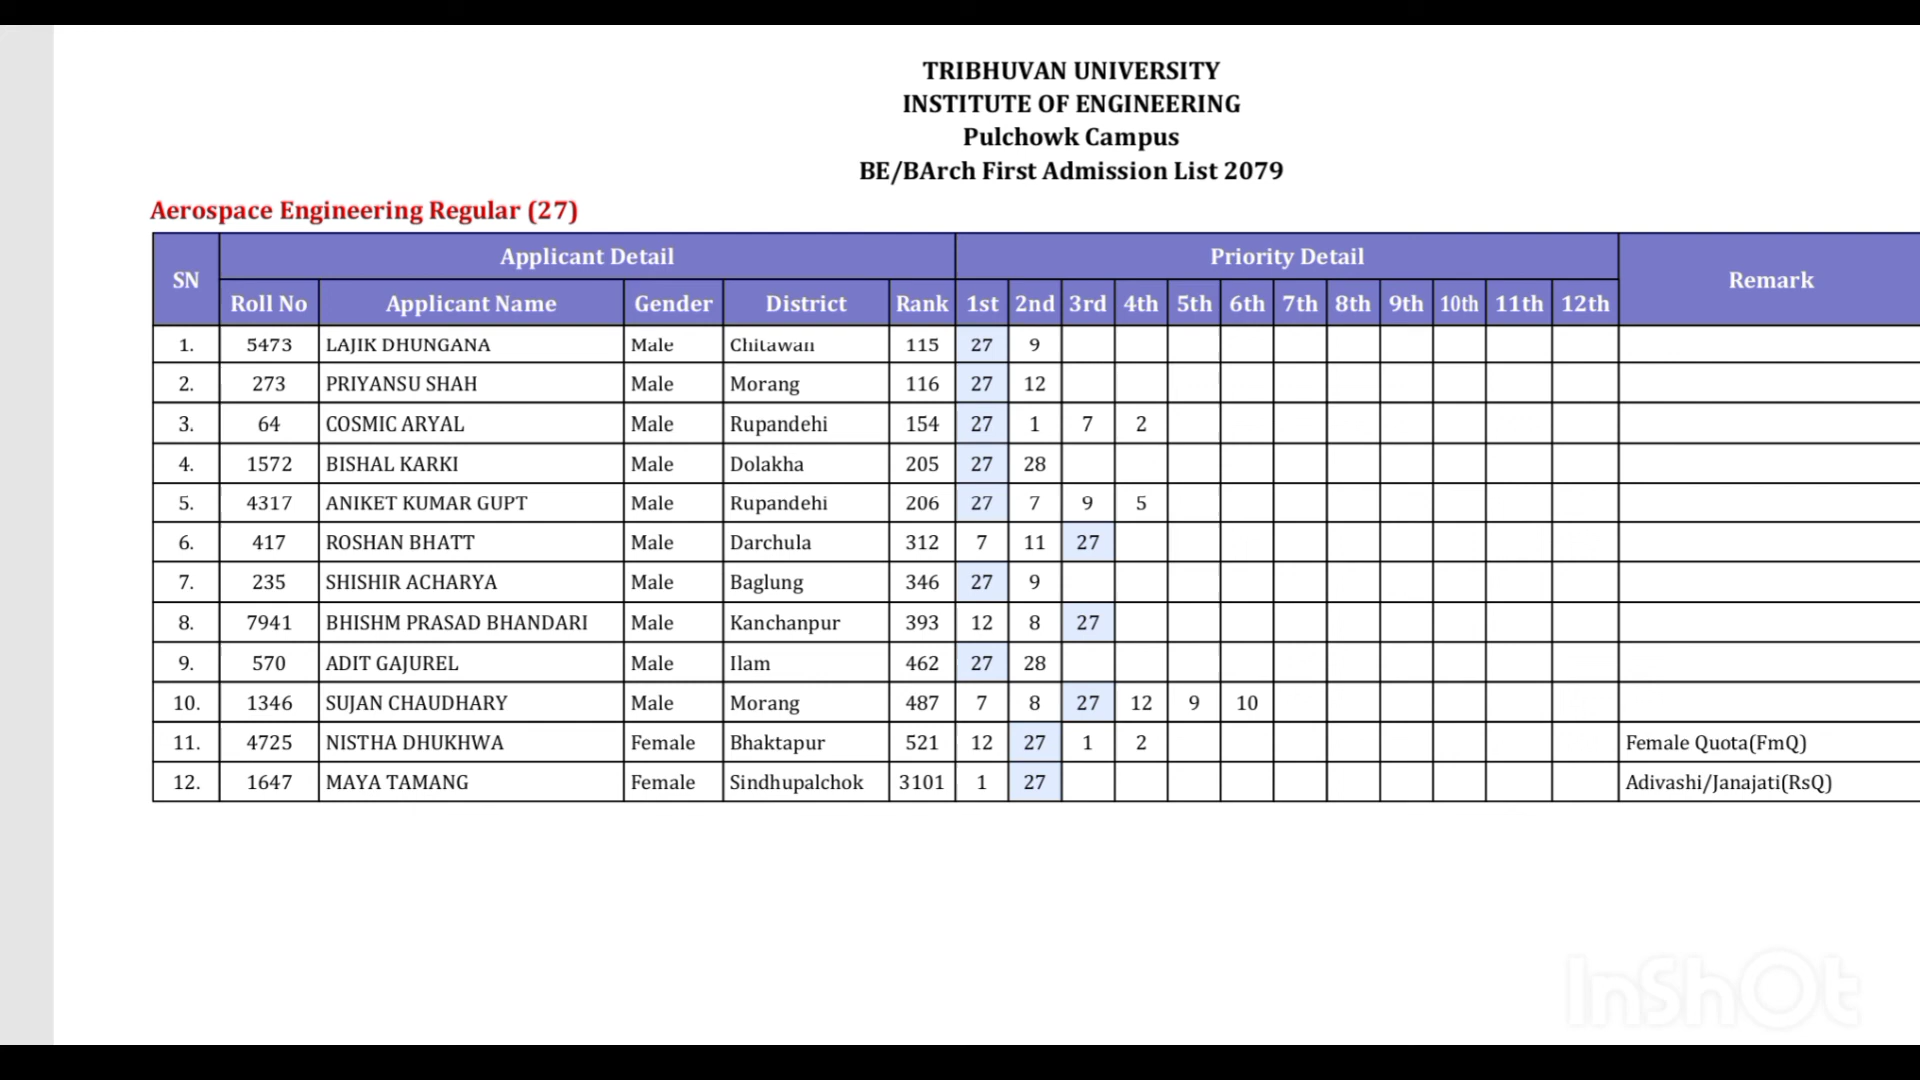 TRIBHUVAN UNIVERSITY
INSTITUTE OF ENGINEERING
Pulchowk Campus
BE/BArch First Admission List 2079
Aerospace Engineering Regular (27)
SN Applicant Detail Priority Detail Remark
Roll No Applicant Name Gender District Rank 1st 2nd 3rd 4th 5th 6th 7th 8th 9th 10th 11th 12th
1. 5473 LAJIK DHUNGANA Male Chitawan 115 27 9
2. 273 PRIYANSU SHAH Male Morang 116 27 12
3. 64 COSMIC ARYAL Male Rupandehi 154 27 1 7 2
4. 1572 BISHAL KARKI Male Dolakha 205 27 28
5. 4317 ANIKET KUMAR GUPT Male Rupandehi 206 27 7 9 5
6. 417 ROSHAN BHATT Male Darchula 312 7 11 27
7. 235 SHISHIR ACHARYA Male Baglung 346 27 9
8. 7941 BHISHM PRASAD BHANDARI Male Kanchanpur 393 12 8 27
9. 570 ADIT GAJUREL Male Ilam 462 27 28
10. 1346 SUJAN CHAUDHARY Male Morang 487 7 8 27 12 9 10
11. 4725 NISTHA DHUKHWA Female Bhaktapur 521 12 27 1 2 Female Quota(FmQ)
12. 1647 MAYA TAMANG Female Sindhupalchok 3101 1 27 Adivashi/Janajati(RsQ)
InShOt